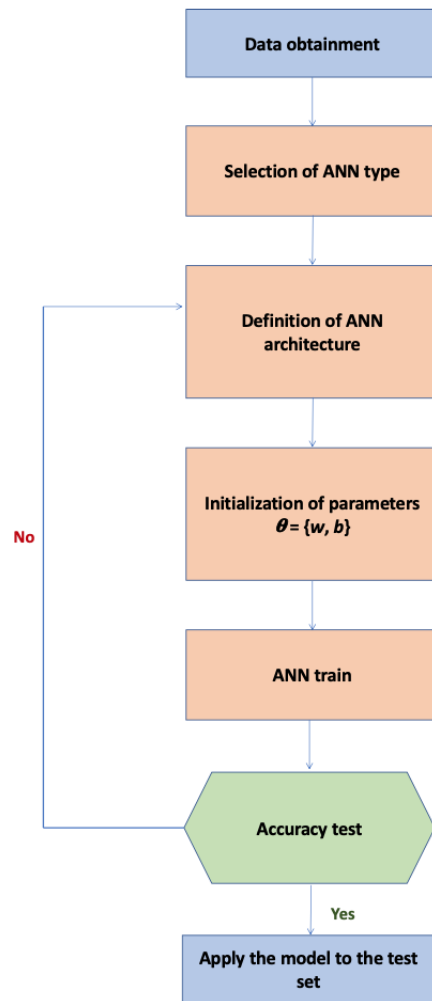 Data obtainment
Selection of ANN type
Definition of ANN
architecture
Initialization of parameters
θ = {w, b}
No
ANN train
Accuracy test
Yes
Apply the model to the test
set